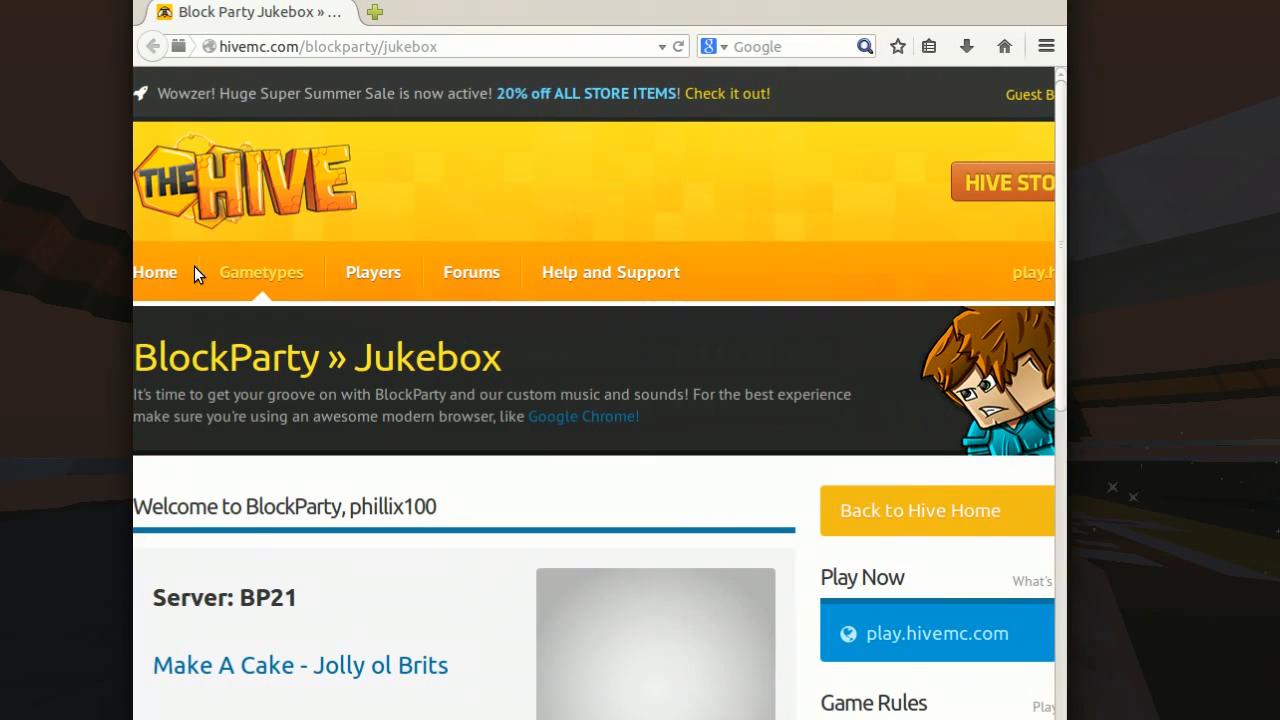 Block Party Jukebox » ...
hivemc.com/blockparty/jukebox
Google
Wowzer! Huge Super Summer Sale is now active! 20% off ALL STORE ITEMS! Check it out!
Guest B
THE HIVE
HIVE STO
Home
Gametypes
Players
Forums
Help and Support
play.h
BlockParty » Jukebox
It's time to get your groove on with BlockParty and our custom music and sounds! For the best experience
make sure you're using an awesome modern browser, like Google Chrome!
Welcome to BlockParty, phillix100
Back to Hive Home
Server: BP21
Play Now
What's
play.hivemc.com
Make A Cake - Jolly ol Brits
Game Rules
Play